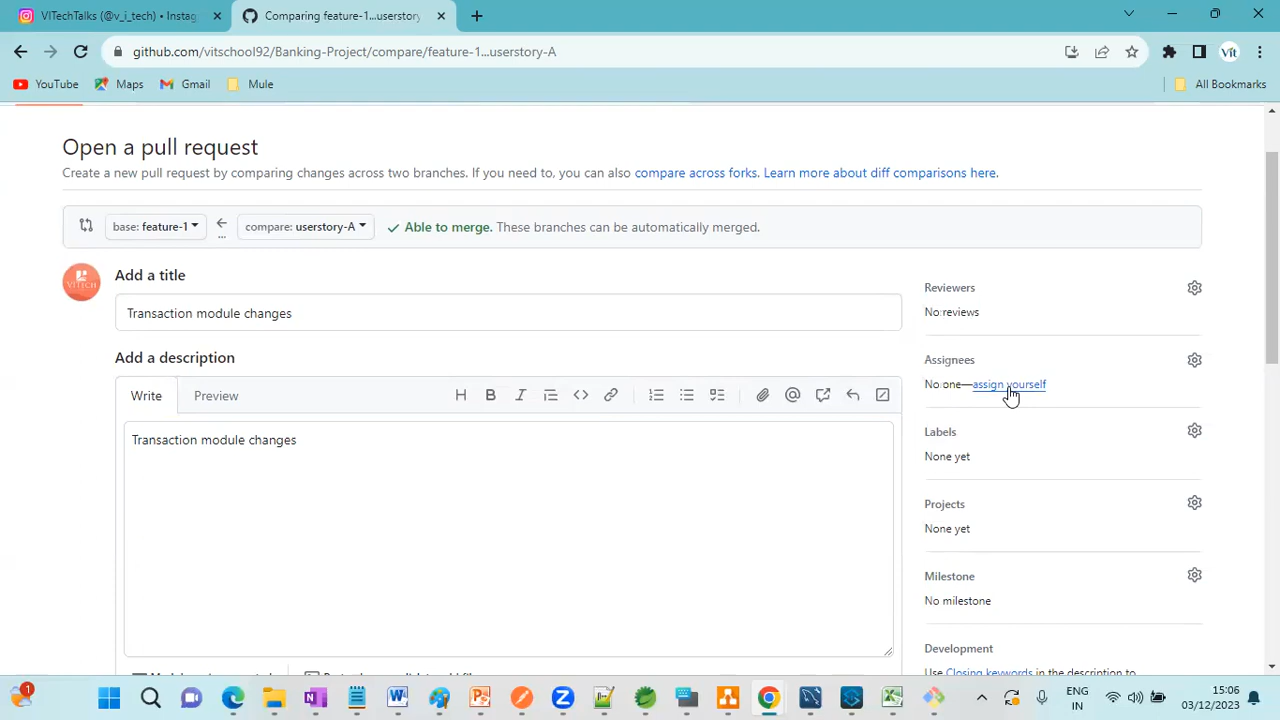 VITechTalks (@v_i_tech) • Instag
Comparing feature-1...userstory-
github.com/vitschool92/Banking-Project/compare/feature-1...userstory-A
Vit
YouTube
Maps
Gmail
Mule
All Bookmarks
Open a pull request
Create a new pull request by comparing changes across two branches. If you need to, you can also compare across forks. Learn more about diff comparisons here.
base: feature-1
compare: userstory-A
Able to merge. These branches can be automatically merged.
VITECH
Add a title
Transaction module changes
Add a description
Write
Preview
Transaction module changes
Reviewers
No reviews
Assignees
No one—assign yourself
Labels
None yet
Projects
None yet
Milestone
No milestone
Development
Use Closing keywords in the description to
1
ENG
IN
15:06
03/12/2023